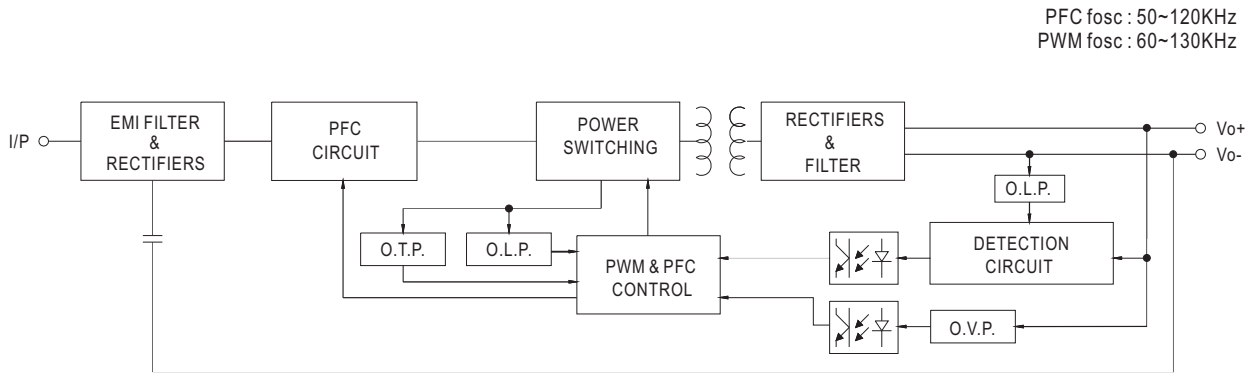 PFC fosc : 50~120KHz
PWM fosc : 60~130KHz
I/P
EMI FILTER
&
RECTIFIERS
PFC
CIRCUIT
POWER
SWITCHING
RECTIFIERS
&
FILTER
Vo+
Vo-
O.L.P.
O.T.P.
O.L.P.
PWM & PFC
CONTROL
DETECTION
CIRCUIT
O.V.P.